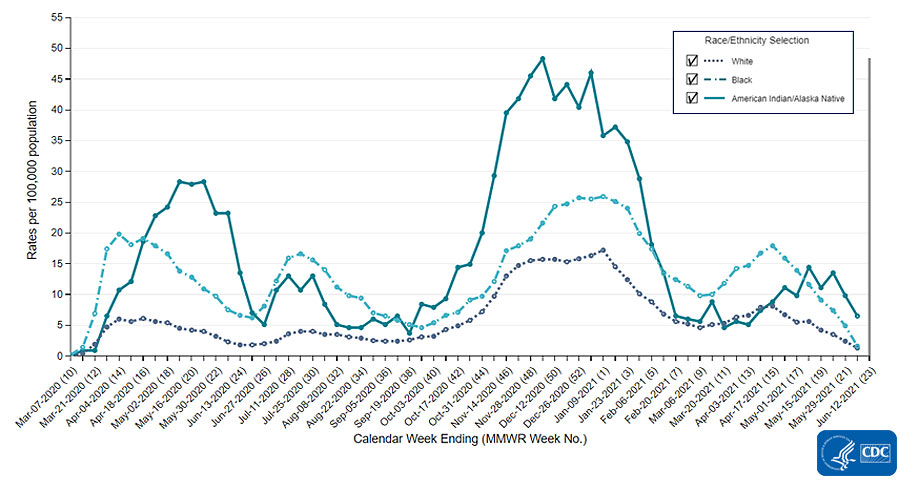 55
50
45
40
35
30
25
20
15
10
5
0
Rates per 100,000 population
Race/Ethnicity Selection
White
Black
American Indian/Alaska Native
Mar-07-2020 (10)
Mar-21-2020 (12)
Apr-04-2020 (14)
Apr-18-2020 (16)
May-02-2020 (18)
May-16-2020 (20)
May-30-2020 (22)
Jun-13-2020 (24)
Jun-27-2020 (26)
Jul-11-2020 (28)
Jul-25-2020 (30)
Aug-08-2020 (32)
Aug-22-2020 (34)
Sep-05-2020 (36)
Sep-19-2020 (38)
Oct-03-2020 (40)
Oct-17-2020 (42)
Oct-31-2020 (44)
Nov-14-2020 (46)
Nov-28-2020 (48)
Dec-12-2020 (50)
Dec-26-2020 (52)
Jan-09-2021 (1)
Jan-23-2021 (3)
Feb-06-2021 (5)
Feb-20-2021 (7)
Mar-06-2021 (9)
Mar-20-2021 (11)
Apr-03-2021 (13)
Apr-17-2021 (15)
May-01-2021 (17)
May-15-2021 (19)
May-29-2021 (21)
Jun-12-2021 (23)
Calendar Week Ending (MMWR Week No.)
CDC